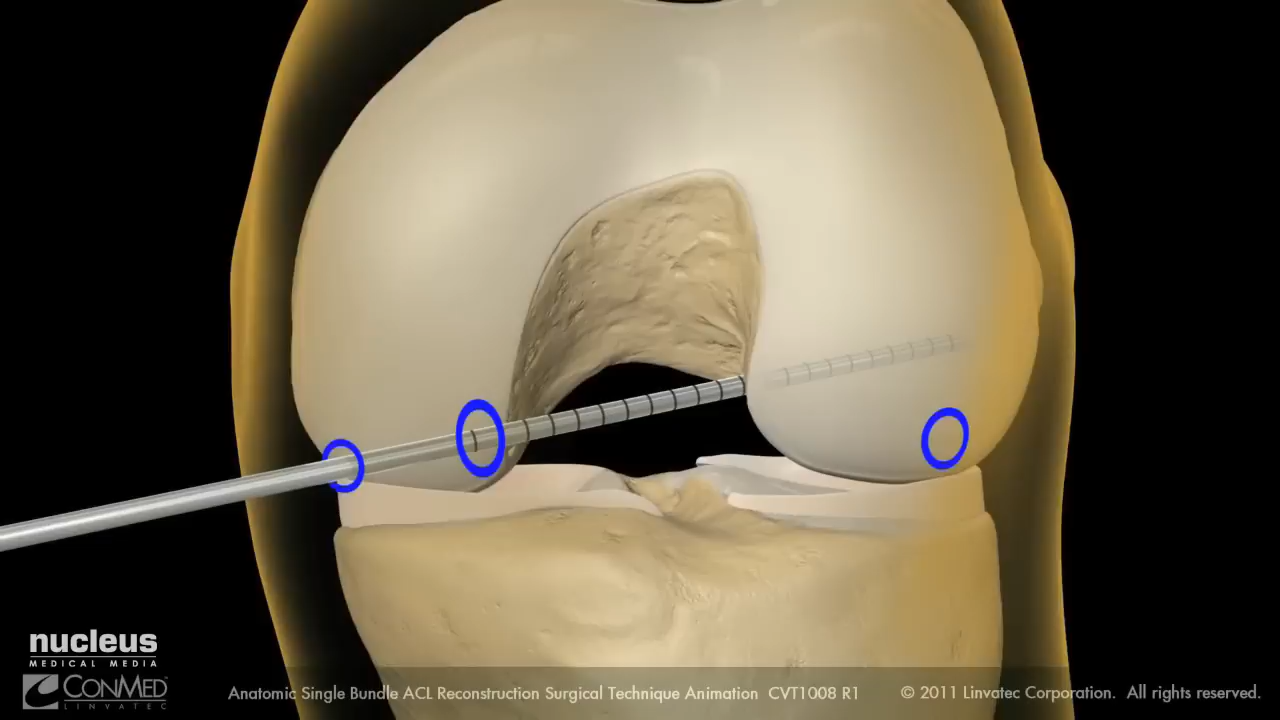 nucleus
MEDICAL MEDIA
CONMED
LINVATEC
Anatomic Single Bundle ACL Reconstruction Surgical Technique Animation CVT1008 R1
© 2011 Linvatec Corporation. All rights reserved.